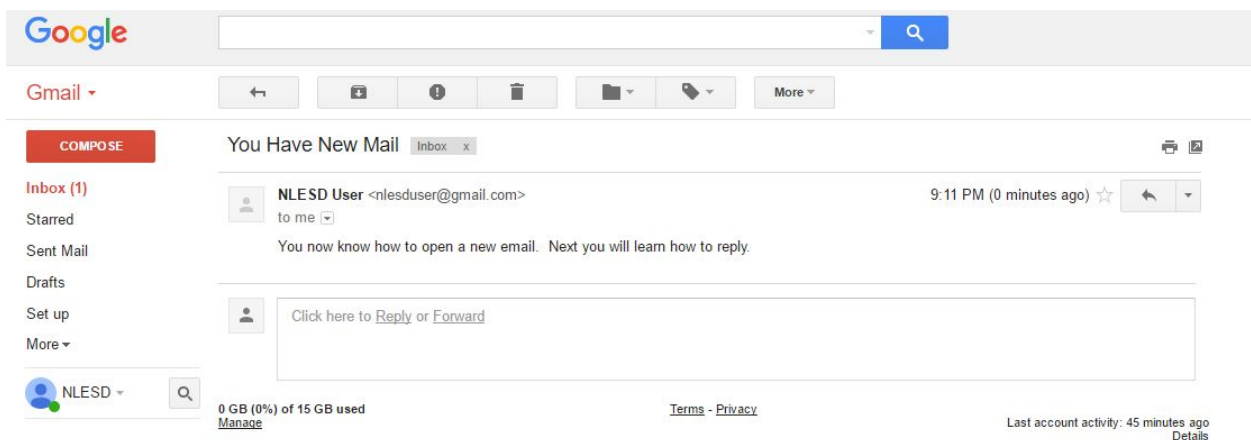 Google
Gmail
More
COMPOSE
You Have New Mail Inbox x
Inbox (1)
NLESD User <nlesduser@gmail.com> 9:11 PM (0 minutes ago)
Starred
to me
Sent Mail
You now know how to open a new email. Next you will learn how to reply.
Drafts
Set up
Click here to Reply or Forward
More
NLESD
0 GB (0%) of 15 GB used
Terms - Privacy
Manage
Last account activity: 45 minutes ago
Details